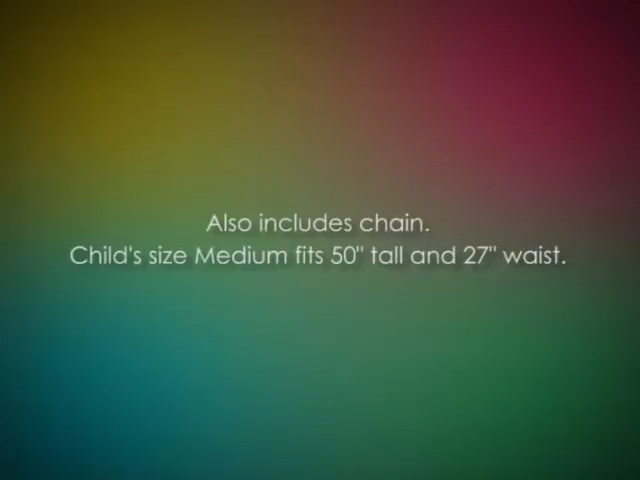 Also includes chain.
Child's size Medium fits 50" tall and 27" waist.